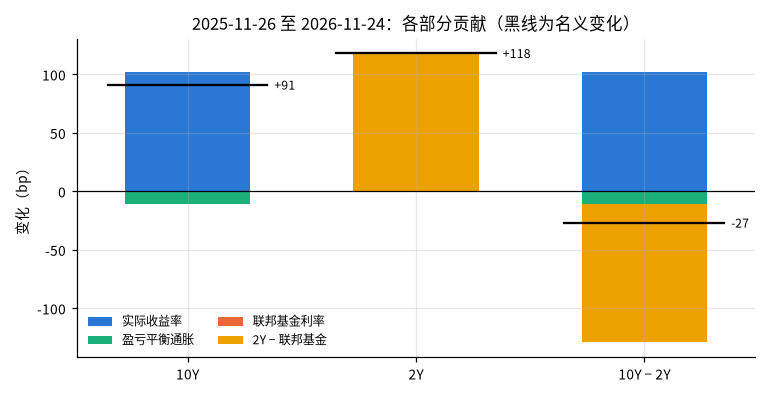 2025-11-26 至 2026-11-24：各部分贡献（黑线为名义变化）
变化（bp）
100
50
0
-50
-100
+91
+118
-27
实际收益率
盈亏平衡通胀
联邦基金利率
2Y − 联邦基金
10Y
2Y
10Y − 2Y